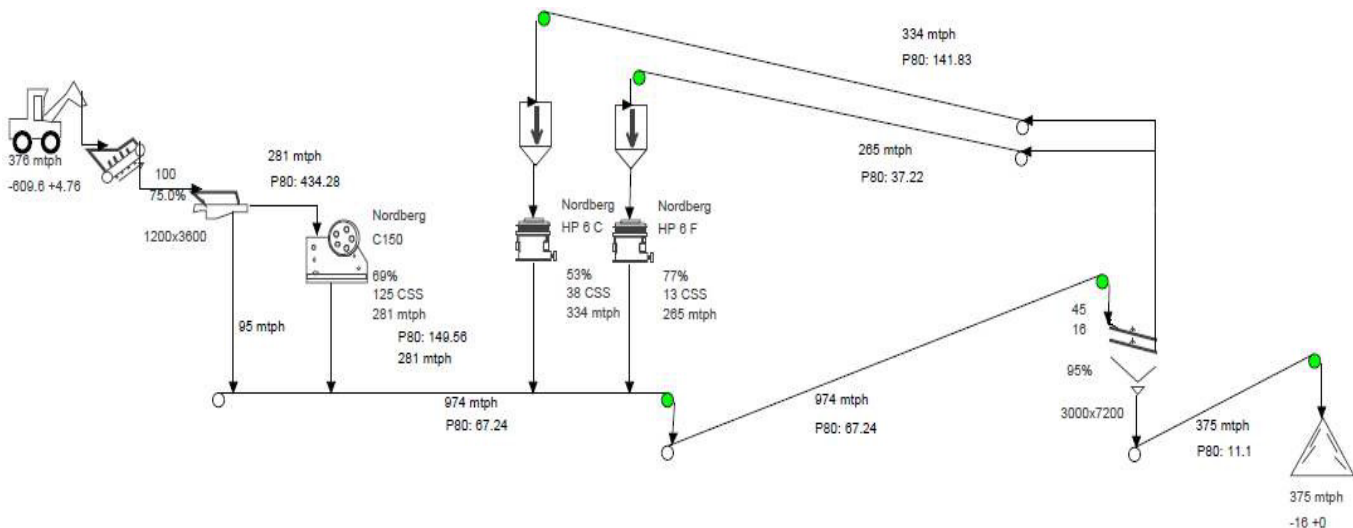 334 mtph
P80: 141.83
376 mtph
-609.6 +4.76
100
75.0%
1200x3600
281 mtph
P80: 434.28
Nordberg
C150
69%
125 CSS
281 mtph
P80: 149.56
281 mtph
95 mtph
Nordberg
HP 6 C
53%
38 CSS
334 mtph
Nordberg
HP 6 F
77%
13 CSS
265 mtph
265 mtph
P80: 37.22
974 mtph
P80: 67.24
974 mtph
P80: 67.24
45
16
95%
3000x7200
375 mtph
P80: 11.1
375 mtph
-16 +0